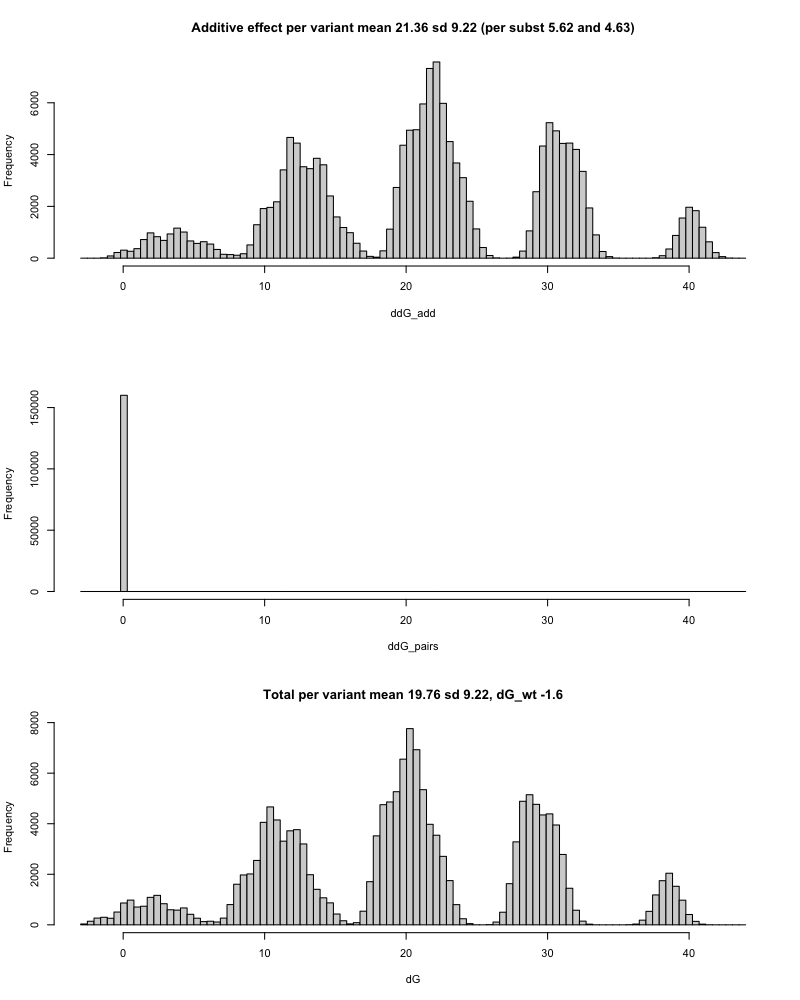 Additive effect per variant mean 21.36 sd 9.22 (per subst 5.62 and 4.63)
Frequency
6000
4000
2000
0
0 10 20 30 40
ddG_add
Frequency
150000
100000
50000
0
0 10 20 30 40
ddG_pairs
Total per variant mean 19.76 sd 9.22, dG_wt -1.6
Frequency
8000
6000
4000
2000
0
0 10 20 30 40
dG